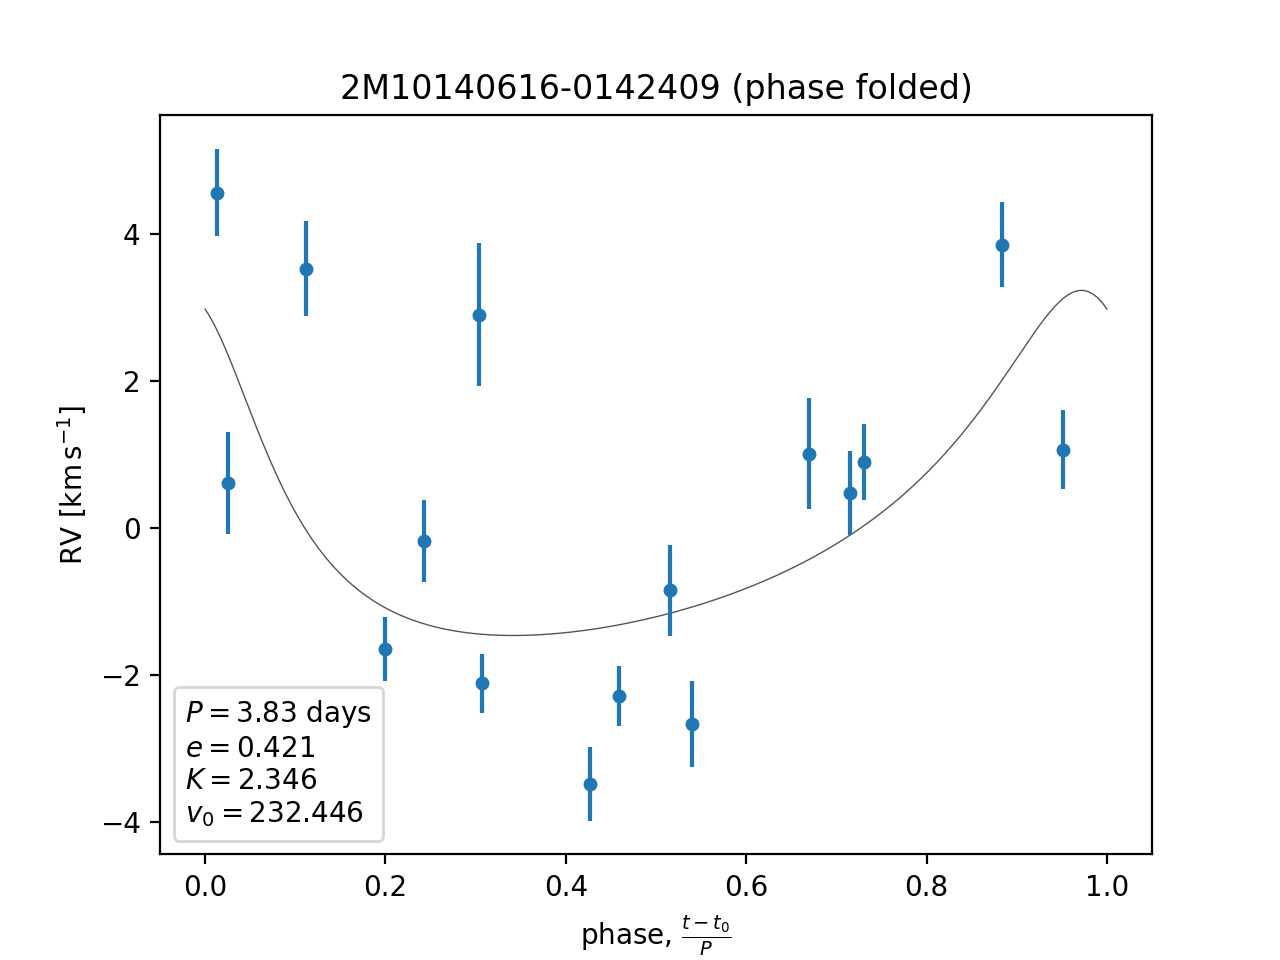 2M10140616-0142409 (phase folded)
RV [km s⁻¹]
4
2
0
−2
−4
P = 3.83 days
e = 0.421
K = 2.346
v₀ = 232.446
0.0 0.2 0.4 0.6 0.8 1.0
phase, (t − t₀)/P